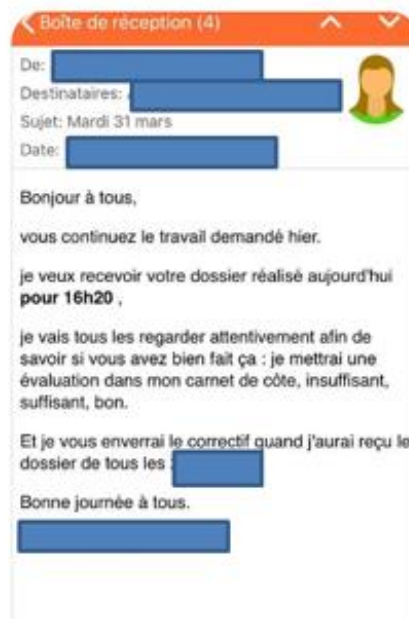 Boîte de réception (4)
De:
Destinataires:
Sujet: Mardi 31 mars
Date:
Bonjour à tous,
vous continuez le travail demandé hier.
je veux recevoir votre dossier réalisé aujourd'hui
pour 16h20 ,
je vais tous les regarder attentivement afin de
savoir si vous avez bien fait ça : je mettrai une
évaluation dans mon carnet de côte, insuffisant,
suffisant, bon.
Et je vous enverrai le correctif quand j'aurai reçu le
dossier de tous les
Bonne journée à tous.